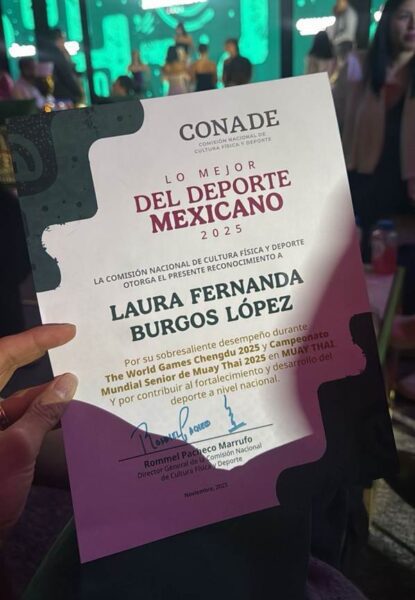 CONADE
COMISIÓN NACIONAL DE
CULTURA FÍSICA Y DEPORTE
LO MEJOR
DEL DEPORTE
MEXICANO
2025
LA COMISIÓN NACIONAL DE CULTURA FÍSICA Y DEPORTE
OTORGA EL PRESENTE RECONOCIMIENTO A
LAURA FERNANDA
BURGOS LÓPEZ
Por su sobresaliente desempeño durante
The World Games Chengdu 2025 y Campeonato
Mundial Senior de Muay Thai 2025 en MUAY THAI.
Y por contribuir al fortalecimiento y desarrollo del
deporte a nivel nacional.
Rommel Pacheco Marrufo
Director General de la Comisión Nacional
de Cultura Física y Deporte
Noviembre, 2025